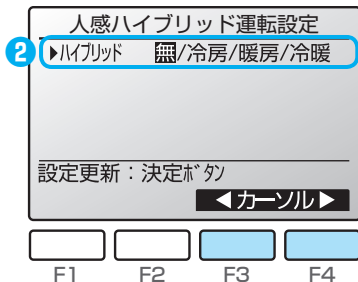 人感ハイブリッド運転設定
2 ▶ハイブリッド 無/冷房/暖房/冷暖
設定更新：決定ボタン
◀カーソル▶
F1 F2 F3 F4